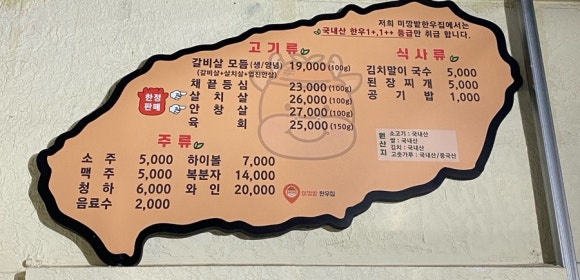 저희 미깡밭한우집에서는
국내산 한우1+,1++ 등급만 취급 합니다.
고기류
갈비살 모듬(생/양념) 19,000(100g)
(갈비살+살치살+업진안살)
채끝등심 23,000(100g)
한정
판매
살치살 26,000(100g)
안창살 27,000(100g)
육회 25,000(150g)
식사류
김치말이 국수 5,000
된장찌개 5,000
공기밥 1,000
주류
소주 5,000 하이볼 7,000
맥주 5,000 복분자 14,000
청하 6,000 와인 20,000
음료수 2,000
미깡밭 한우집
원산지
소고기 : 국내산
쌀 : 국내산
김치 : 국내산
고춧가루 : 국내산/중국산